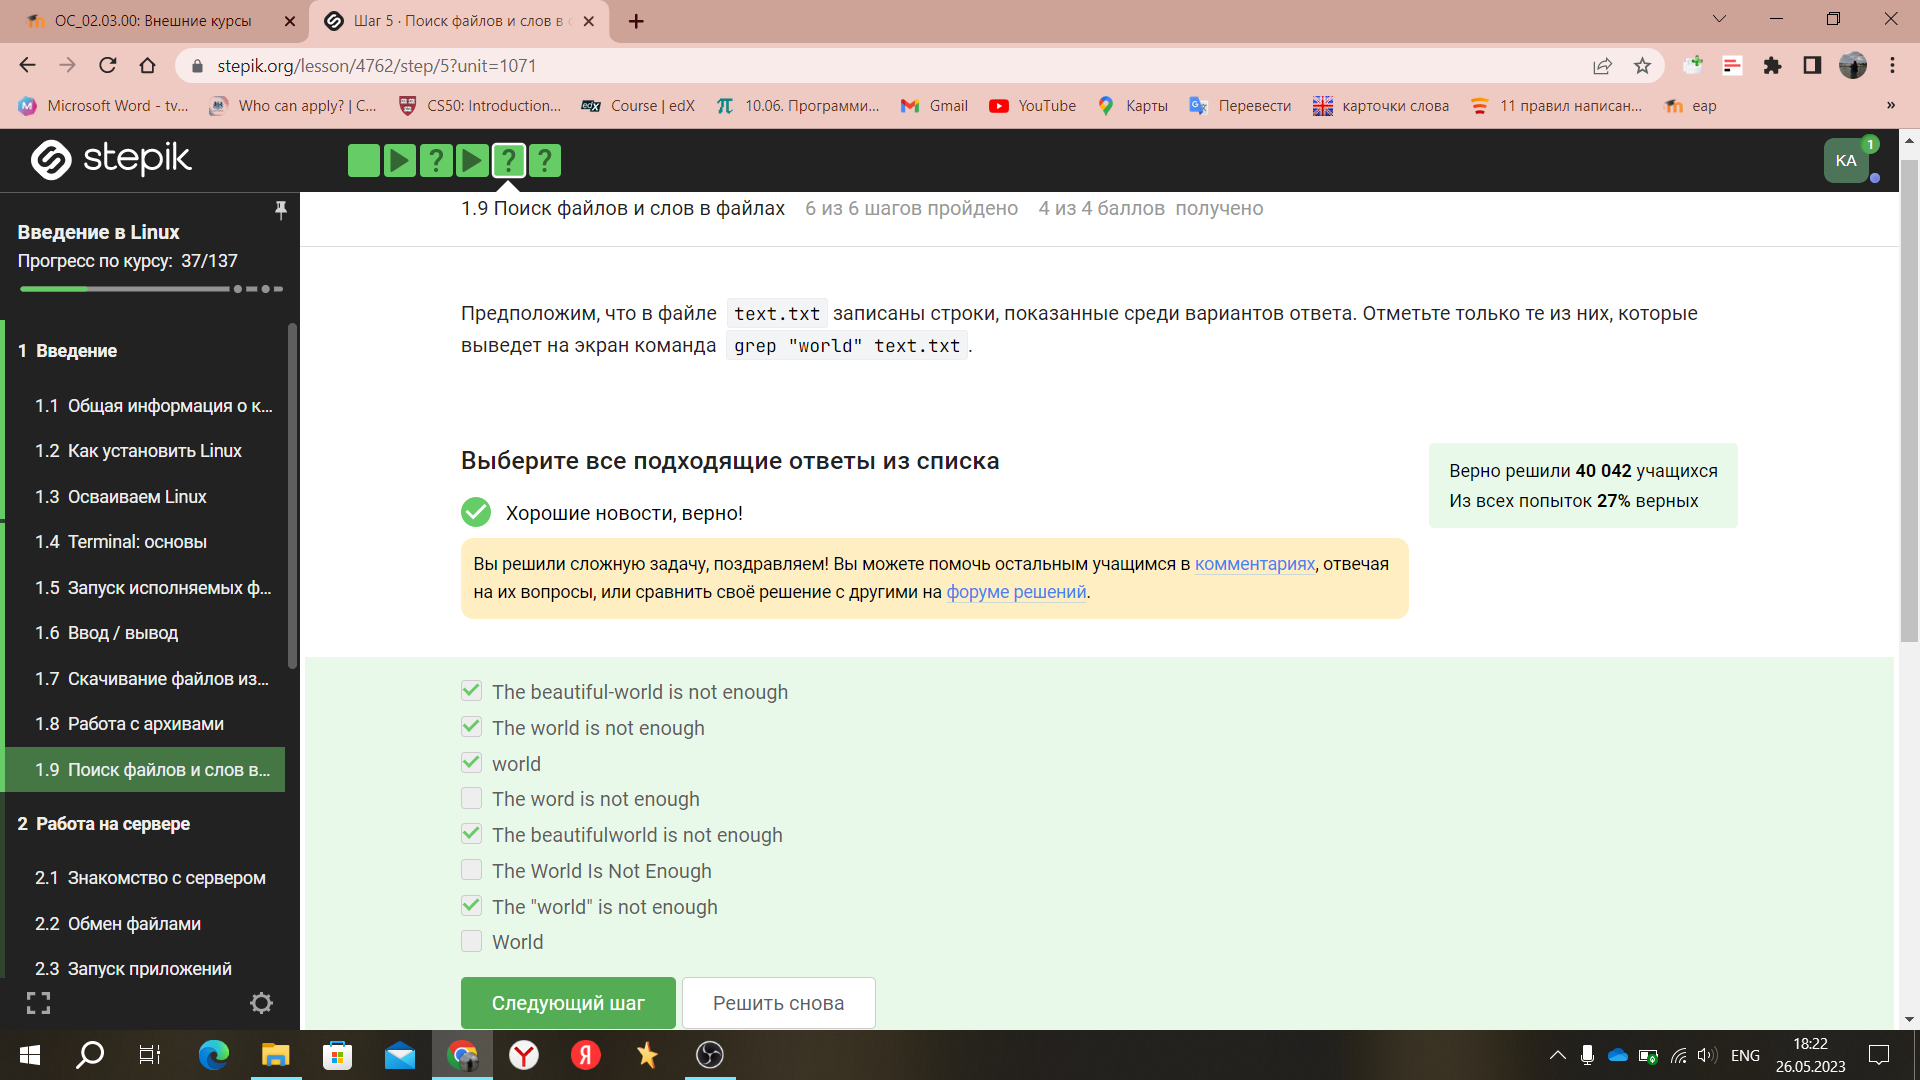 ОС_02.03.00: Внешние курсы
Шаг 5 · Поиск файлов и слов в
stepik.org/lesson/4762/step/5?unit=1071
Microsoft Word - tv...
Who can apply? | C...
CS50: Introduction...
edX
Course | edX
10.06. Программи...
Gmail
YouTube
Карты
Перевести
карточки слова
11 правил написан...
eap
»
stepik
? ? ?
KA
1
1.9 Поиск файлов и слов в файлах 6 из 6 шагов пройдено 4 из 4 баллов получено
Введение в Linux
Прогресс по курсу: 37/137
1 Введение
1.1 Общая информация о к...
1.2 Как установить Linux
1.3 Осваиваем Linux
1.4 Terminal: основы
1.5 Запуск исполняемых ф...
1.6 Ввод / вывод
1.7 Скачивание файлов из...
1.8 Работа с архивами
1.9 Поиск файлов и слов в...
2 Работа на сервере
2.1 Знакомство с сервером
2.2 Обмен файлами
2.3 Запуск приложений
Предположим, что в файле text.txt записаны строки, показанные среди вариантов ответа. Отметьте только те из них, которые
выведет на экран команда grep "world" text.txt.
Выберите все подходящие ответы из списка
Хорошие новости, верно!
Верно решили 40 042 учащихся
Из всех попыток 27% верных
Вы решили сложную задачу, поздравляем! Вы можете помочь остальным учащимся в комментариях, отвечая
на их вопросы, или сравнить своё решение с другими на форуме решений.
The beautiful-world is not enough
The world is not enough
world
The word is not enough
The beautifulworld is not enough
The World Is Not Enough
The "world" is not enough
World
Следующий шаг
Решить снова
Y
Я
ENG
18:22
26.05.2023